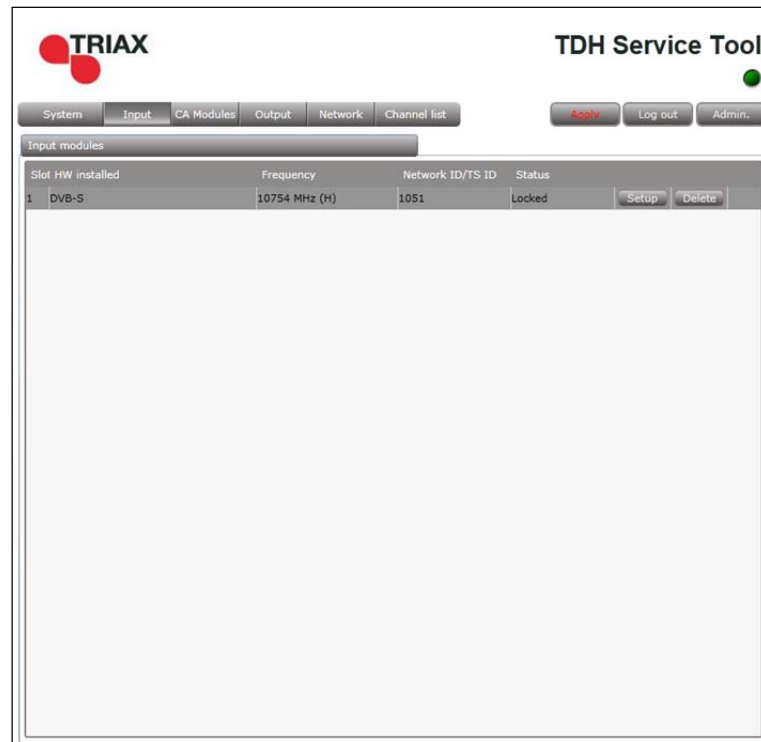 TRIAX
TDH Service Tool
System Input CA Modules Output Network Channel list Apply Log out Admin.
Input modules
Slot HW installed Frequency Network ID/TS ID Status
1 DVB-S 10754 MHz (H) 1051 Locked Setup Delete